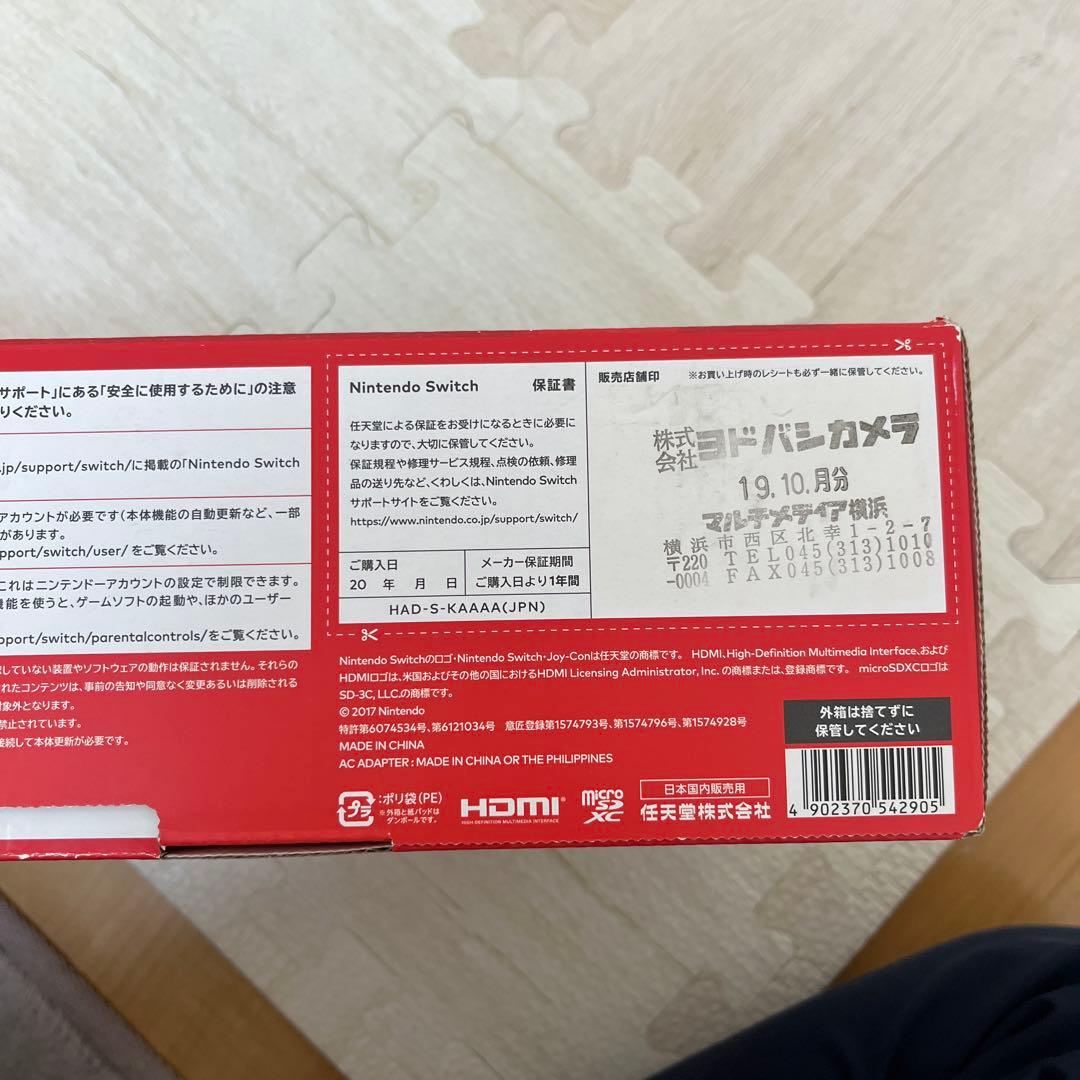 サポート」にある「安全に使用するために」の注意
りください。
.jp/support/switch/に掲載の「Nintendo Switch
アカウントが必要です(本体機能の自動更新など、一部
があります。
pport/switch/user/ をご覧ください。
これはニンテンドーアカウントの設定で制限できます。
機能を使うと、ゲームソフトの起動や、ほかのユーザー
pport/switch/parentalcontrols/をご覧ください。
していない装置やソフトウェアの動作は保証されません。それらの
れたコンテンツは、事前の告知や同意なく変更あるいは削除される
対象外となります。
禁止されています。
接続して本体更新が必要です。
Nintendo Switch 保証書
任天堂による保証をお受けになるときに必要に
なりますので、大切に保管してください。
保証規程や修理サービス規程、点検の依頼、修理
品の送り先など、くわしくは、Nintendo Switch
サポートサイトをご覧ください。
https://www.nintendo.co.jp/support/switch/
ご購入日
20 年 月 日
メーカー保証期間
ご購入日より1年間
HAD-S-KAAAA(JPN)
販売店舗印 ※お買い上げ時のレシートも必ず一緒に保管してください。
株式会社 ヨドバシカメラ
19.10.月分
マルチメディア横浜
横浜市西区北幸1-2-7
〒220 TEL045(313)1010
-0004 FAX045(313)1008
Nintendo Switchのロゴ・Nintendo Switch・Joy-Conは任天堂の商標です。 HDMI、High-Definition Multimedia Interface、および
HDMIロゴは、米国およびその他の国におけるHDMI Licensing Administrator, Inc. の商標または、登録商標です。 microSDXCロゴは
SD-3C, LLC.の商標です。
© 2017 Nintendo
特許第6074534号、第6121034号 意匠登録第1574793号、第1574796号、第1574928号
MADE IN CHINA
AC ADAPTER : MADE IN CHINA OR THE PHILIPPINES
プラ :ポリ袋(PE)
※外箱と紙パッドは
ダンボールです。
HDMI®
HIGH-DEFINITION MULTIMEDIA INTERFACE
micro SD XC
日本国内販売用
任天堂株式会社
外箱は捨てずに
保管してください
4 902370 542905